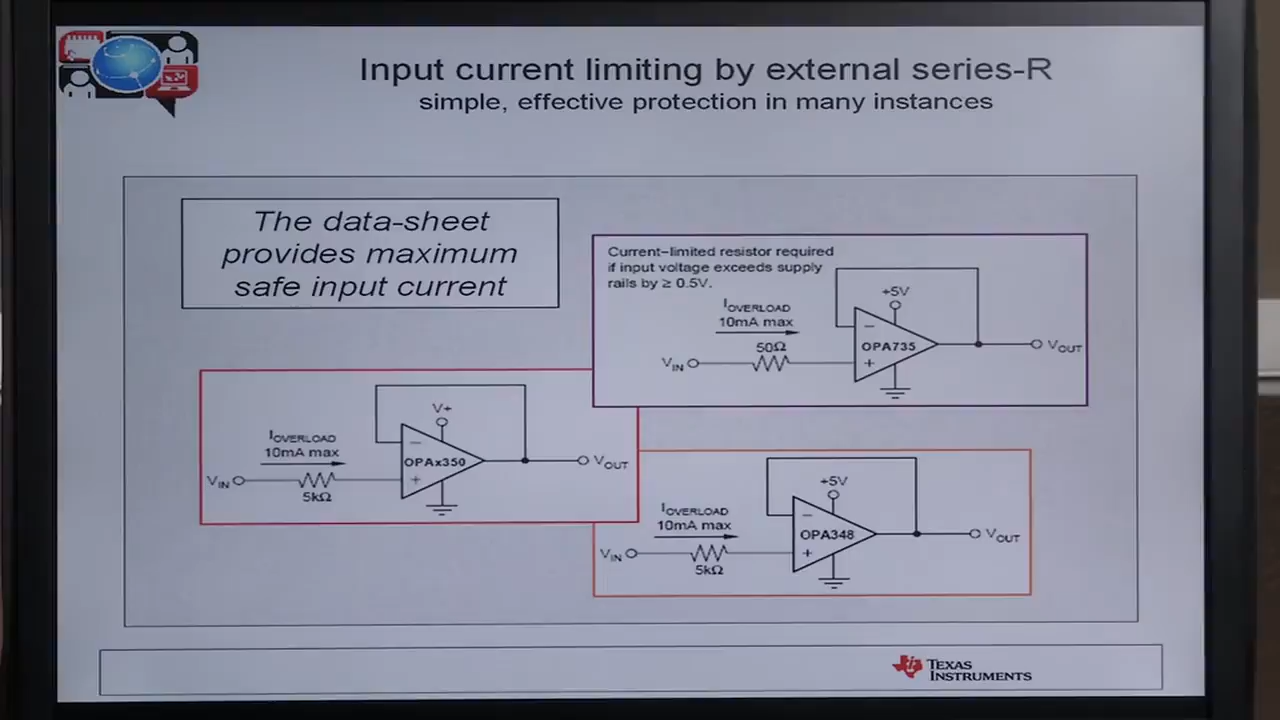 Input current limiting by external series-R
simple, effective protection in many instances
The data-sheet
provides maximum
safe input current
Current–limited resistor required
if input voltage exceeds supply
rails by ≥ 0.5V.
IOVERLOAD
10mA max
50Ω
VIN
+5V
−
OPA735
+
VOUT
IOVERLOAD
10mA max
VIN
5kΩ
V+
−
OPAx350
+
VOUT
IOVERLOAD
10mA max
VIN
5kΩ
+5V
−
OPA348
+
VOUT
TEXAS
INSTRUMENTS